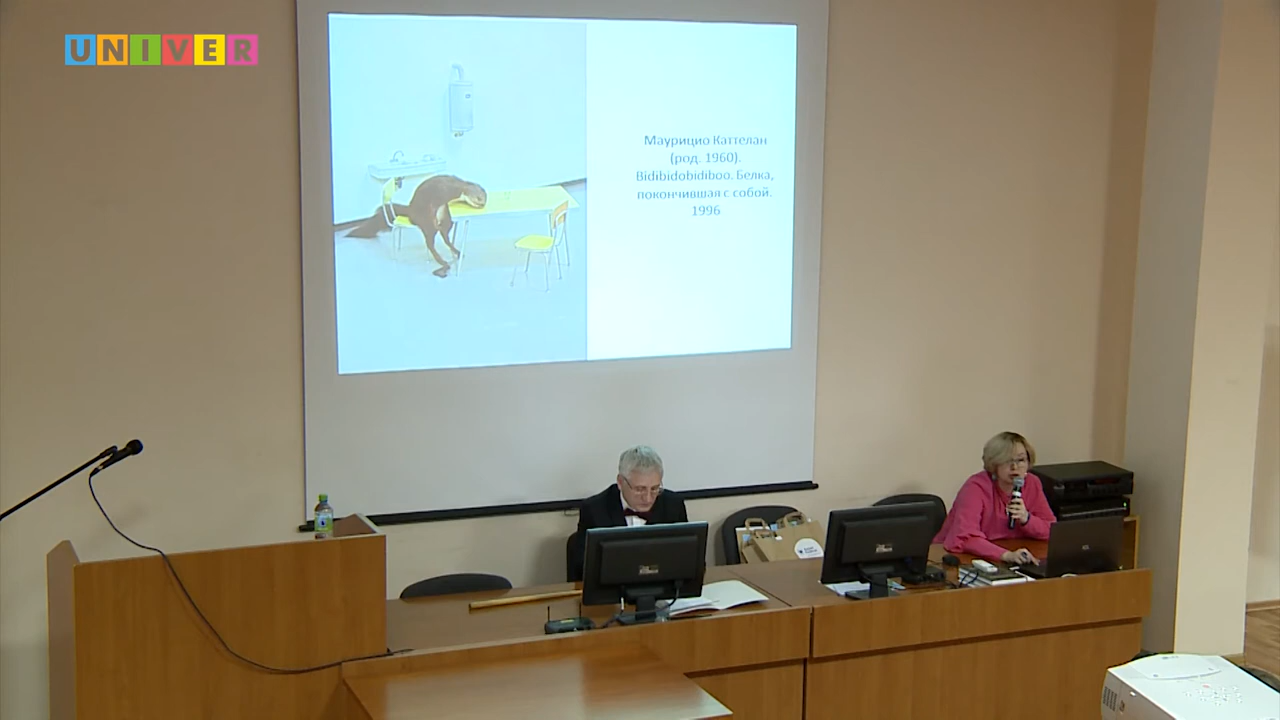 UNIVER
Маурицио Каттелан
(род. 1960).
Bidibidobidiboo. Белка,
покончившая с собой.
1996